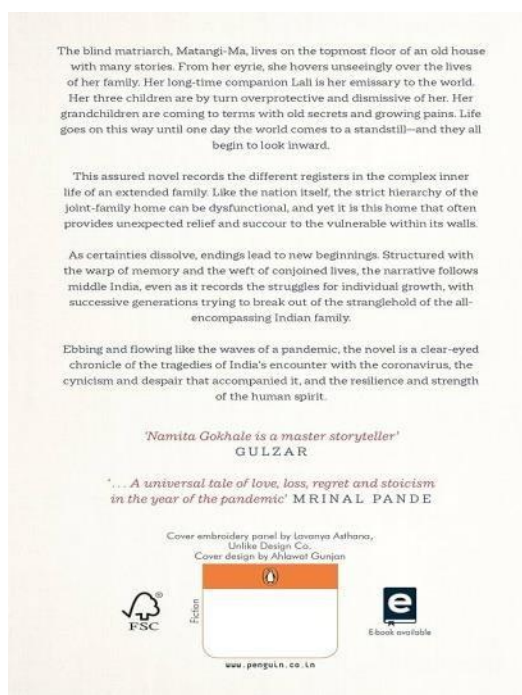 The blind matriarch, Matangi-Ma, lives on the topmost floor of an old house
with many stories. From her eyrie, she hovers unseeingly over the lives
of her family. Her long-time companion Lali is her emissary to the world.
Her three children are by turn overprotective and dismissive of her. Her
grandchildren are coming to terms with old secrets and growing pains. Life
goes on this way until one day the world comes to a standstill—and they all
begin to look inward.
This assured novel records the different registers in the complex inner
life of an extended family. Like the nation itself, the strict hierarchy of the
joint-family home can be dysfunctional, and yet it is this home that often
provides unexpected relief and succour to the vulnerable within its walls.
As certainties dissolve, endings lead to new beginnings. Structured with
the warp of memory and the weft of conjoined lives, the narrative follows
middle India, even as it records the struggles for individual growth, with
successive generations trying to break out of the stranglehold of the all-
encompassing Indian family.
Ebbing and flowing like the waves of a pandemic, the novel is a clear-eyed
chronicle of the tragedies of India's encounter with the coronavirus, the
cynicism and despair that accompanied it, and the resilience and strength
of the human spirit.
'Namita Gokhale is a master storyteller'
GULZAR
'... A universal tale of love, loss, regret and stoicism
in the year of the pandemic' MRINAL PANDE
Cover embroidery panel by Lavanya Asthana,
Unlike Design Co.
Cover design by Ahlawat Gunjan
FSC®
Fiction
e
E-book available
www.penguin.co.in